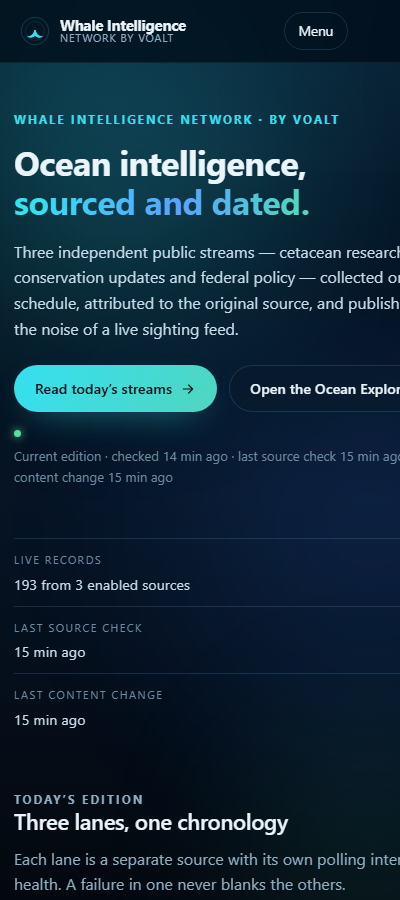 Whale Intelligence
NETWORK BY VOALT
Menu
WHALE INTELLIGENCE NETWORK · BY VOALT
Ocean intelligence,
sourced and dated.
Three independent public streams — cetacean research
conservation updates and federal policy — collected
schedule, attributed to the original source, and publish
the noise of a live sighting feed.
Read today’s streams →
Open the Ocean Explor
Current edition · checked 14 min ago · last source check 15 min ago
content change 15 min ago
LIVE RECORDS
193 from 3 enabled sources
LAST SOURCE CHECK
15 min ago
LAST CONTENT CHANGE
15 min ago
TODAY’S EDITION
Three lanes, one chronology
Each lane is a separate source with its own polling inter
health. A failure in one never blanks the others.